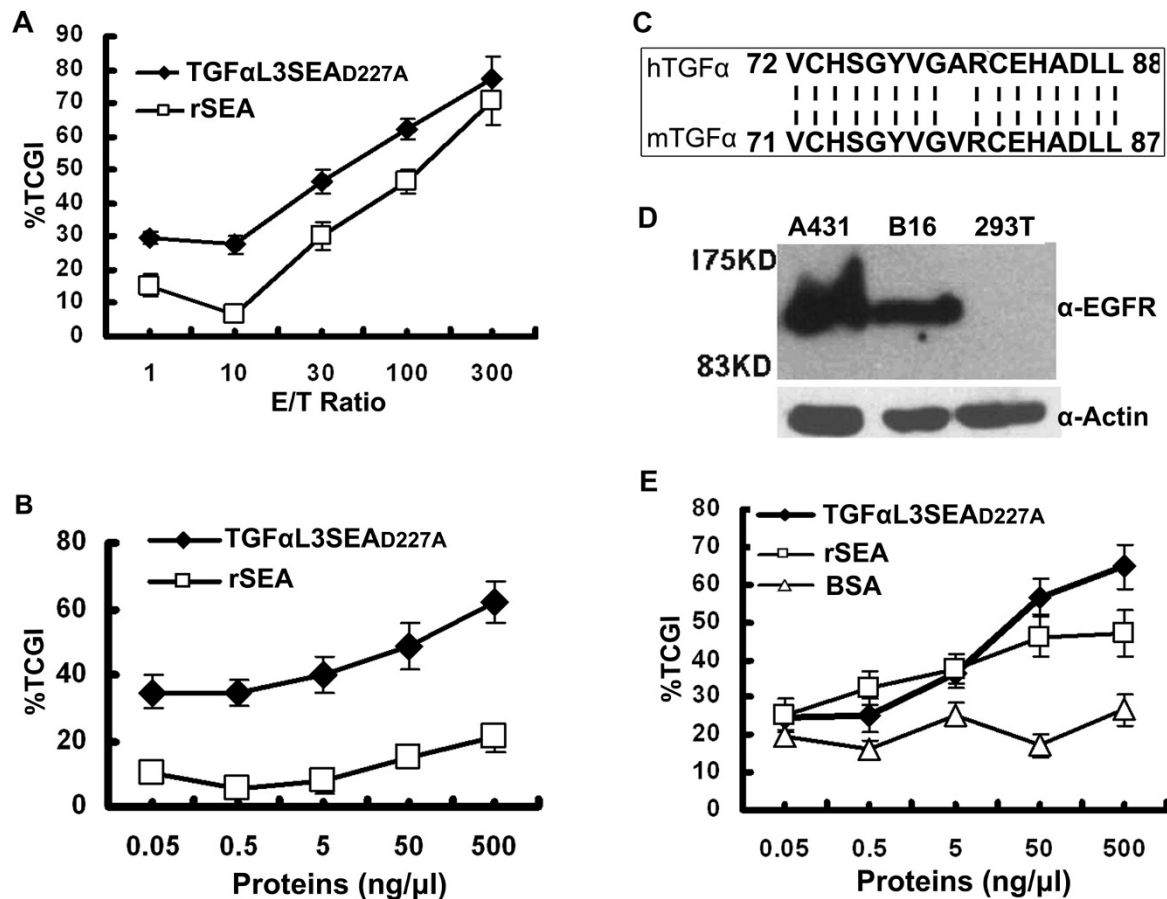 A
90
80
70
60
50
40
30
20
10
0
%TCGI
TGFαL3SEAD227A
rSEA
1 10 30 100 300
E/T Ratio
B
80
60
40
20
0
%TCGI
TGFαL3SEAD227A
rSEA
0.05 0.5 5 50 500
Proteins (ng/µl)
C
hTGFα 72 VCHSGYVGARCEHADLL 88
mTGFα 71 VCHSGYVGVRCEHADLL 87
D
A431 B16 293T
175KD
83KD
α-EGFR
α-Actin
E
80
70
60
50
40
30
20
10
0
%TCGI
TGFαL3SEAD227A
rSEA
BSA
0.05 0.5 5 50 500
Proteins (ng/µl)